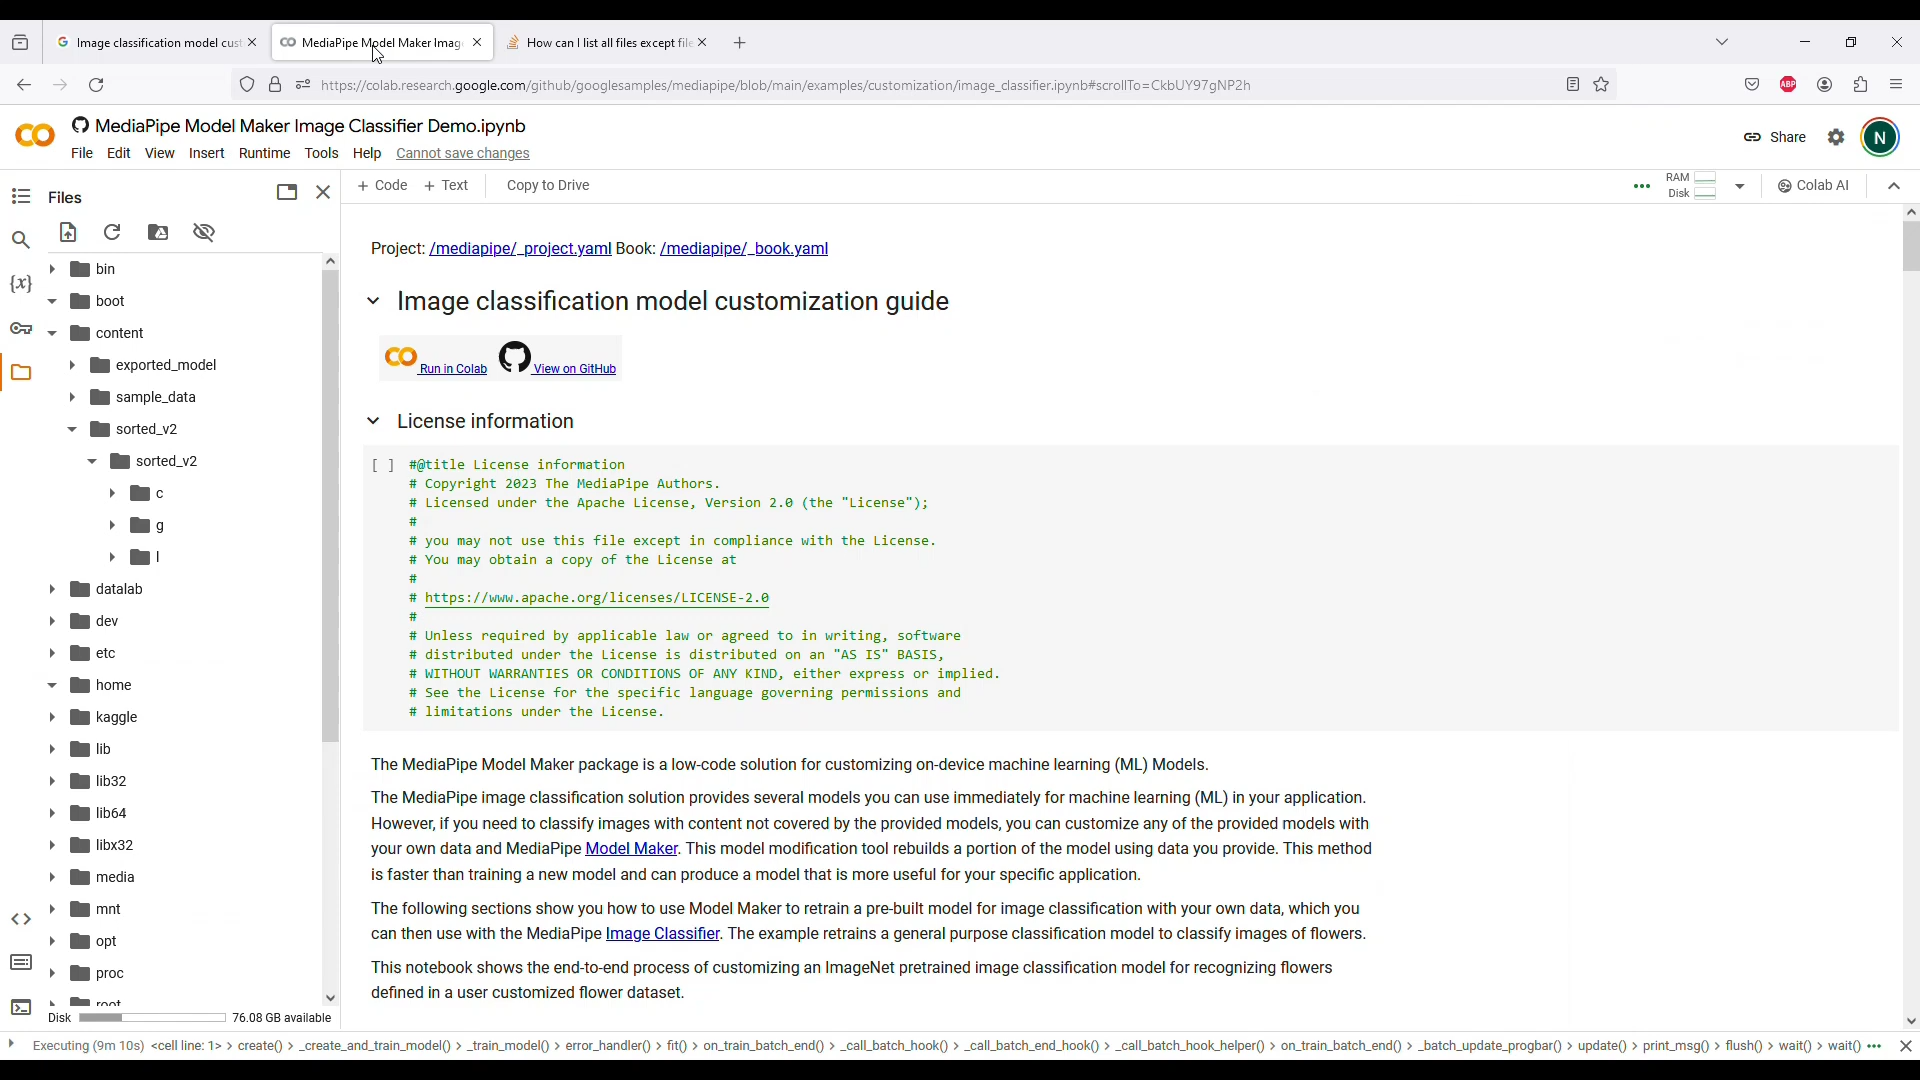 Image classification model cust
MediaPipe Model Maker Imag
How can I list all files except file
https://colab.research.google.com/github/googlesamples/mediapipe/blob/main/examples/customization/image_classifier.ipynb#scrollTo=CkbUY97gNP2h
ABP
MediaPipe Model Maker Image Classifier Demo.ipynb
File Edit View Insert Runtime Tools Help Cannot save changes
Share
N
Files
+ Code + Text Copy to Drive
RAM
Disk
Colab AI
{x}
bin
boot
content
exported_model
sample_data
sorted_v2
sorted_v2
c
g
l
datalab
dev
etc
home
kaggle
lib
lib32
lib64
libx32
media
mnt
opt
proc
root
Disk 76.08 GB available
Project: /mediapipe/_project.yaml Book: /mediapipe/_book.yaml
Image classification model customization guide
Run in Colab View on GitHub
License information
[ ] #@title License information
# Copyright 2023 The MediaPipe Authors.
# Licensed under the Apache License, Version 2.0 (the "License");
#
# you may not use this file except in compliance with the License.
# You may obtain a copy of the License at
#
# https://www.apache.org/licenses/LICENSE-2.0
#
# Unless required by applicable law or agreed to in writing, software
# distributed under the License is distributed on an "AS IS" BASIS,
# WITHOUT WARRANTIES OR CONDITIONS OF ANY KIND, either express or implied.
# See the License for the specific language governing permissions and
# limitations under the License.
The MediaPipe Model Maker package is a low-code solution for customizing on-device machine learning (ML) Models.
The MediaPipe image classification solution provides several models you can use immediately for machine learning (ML) in your application.
However, if you need to classify images with content not covered by the provided models, you can customize any of the provided models with
your own data and MediaPipe Model Maker. This model modification tool rebuilds a portion of the model using data you provide. This method
is faster than training a new model and can produce a model that is more useful for your specific application.
The following sections show you how to use Model Maker to retrain a pre-built model for image classification with your own data, which you
can then use with the MediaPipe Image Classifier. The example retrains a general purpose classification model to classify images of flowers.
This notebook shows the end-to-end process of customizing an ImageNet pretrained image classification model for recognizing flowers
defined in a user customized flower dataset.
Executing (9m 10s) <cell line: 1> > create() > _create_and_train_model() > _train_model() > error_handler() > fit() > on_train_batch_end() > _call_batch_hook() > _call_batch_end_hook() > _call_batch_hook_helper() > on_train_batch_end() > _batch_update_progbar() > update() > print_msg() > flush() > wait() > wait()